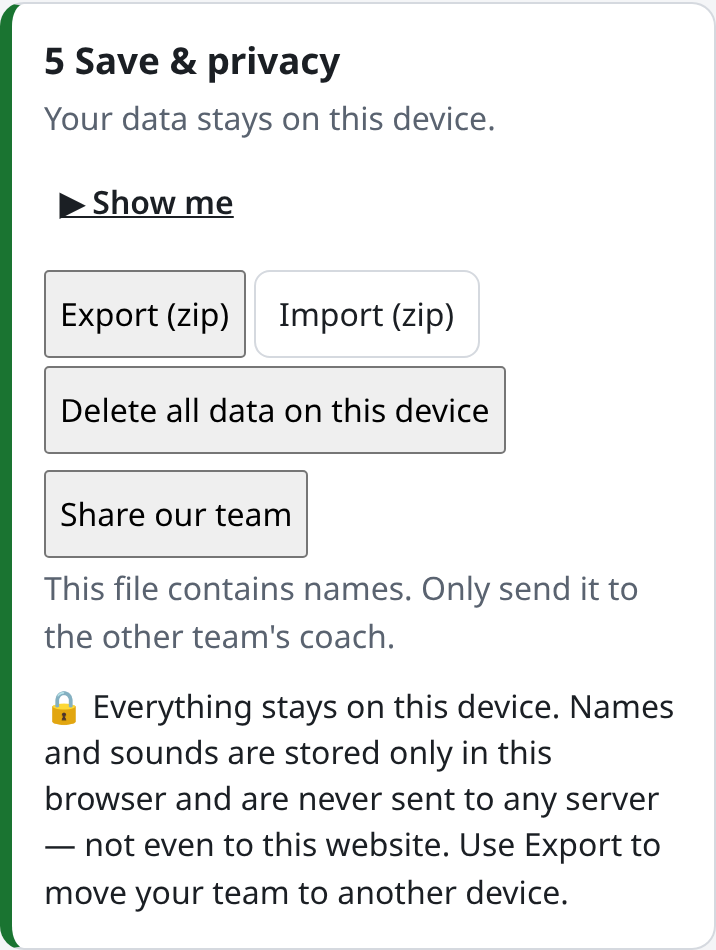 5 Save & privacy
Your data stays on this device.
▶ Show me
Export (zip) Import (zip)
Delete all data on this device
Share our team
This file contains names. Only send it to
the other team's coach.
🔒 Everything stays on this device. Names
and sounds are stored only in this
browser and are never sent to any server
— not even to this website. Use Export to
move your team to another device.